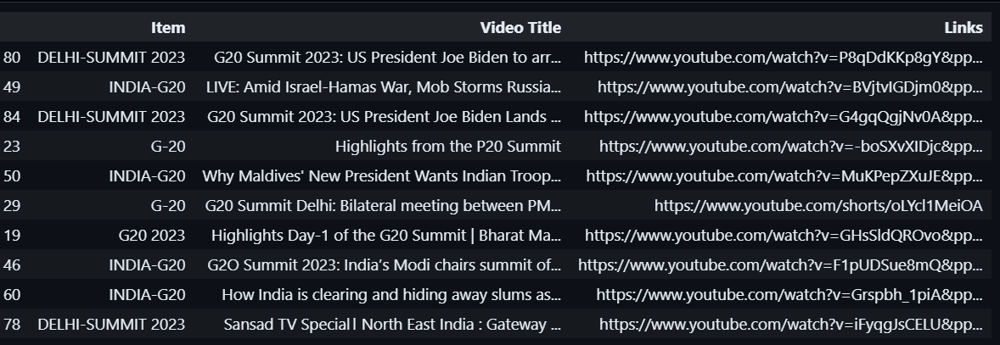 Item Video Title Links
80 DELHI-SUMMIT 2023 G20 Summit 2023: US President Joe Biden to arr... https://www.youtube.com/watch?v=P8qDdKKp8gY&pp...
49 INDIA-G20 LIVE: Amid Israel-Hamas War, Mob Storms Russia... https://www.youtube.com/watch?v=BVjtvIGDjm0&pp...
84 DELHI-SUMMIT 2023 G20 Summit 2023: US President Joe Biden Lands ... https://www.youtube.com/watch?v=G4gqQgjNv0A&pp...
23 G-20 Highlights from the P20 Summit https://www.youtube.com/watch?v=-boSXvXIDjc&pp...
50 INDIA-G20 Why Maldives' New President Wants Indian Troop... https://www.youtube.com/watch?v=MuKPepZXuJE&pp...
29 G-20 G20 Summit Delhi: Bilateral meeting between PM... https://www.youtube.com/shorts/oLYcl1MeiOA
19 G20 2023 Highlights Day-1 of the G20 Summit | Bharat Ma... https://www.youtube.com/watch?v=GHsSldQROvo&pp...
46 INDIA-G20 G2O Summit 2023: India’s Modi chairs summit of... https://www.youtube.com/watch?v=F1pUDSue8mQ&pp...
60 INDIA-G20 How India is clearing and hiding away slums as... https://www.youtube.com/watch?v=Grspbh_1piA&pp...
78 DELHI-SUMMIT 2023 Sansad TV Special। North East India : Gateway ... https://www.youtube.com/watch?v=iFyqgJsCELU&pp...